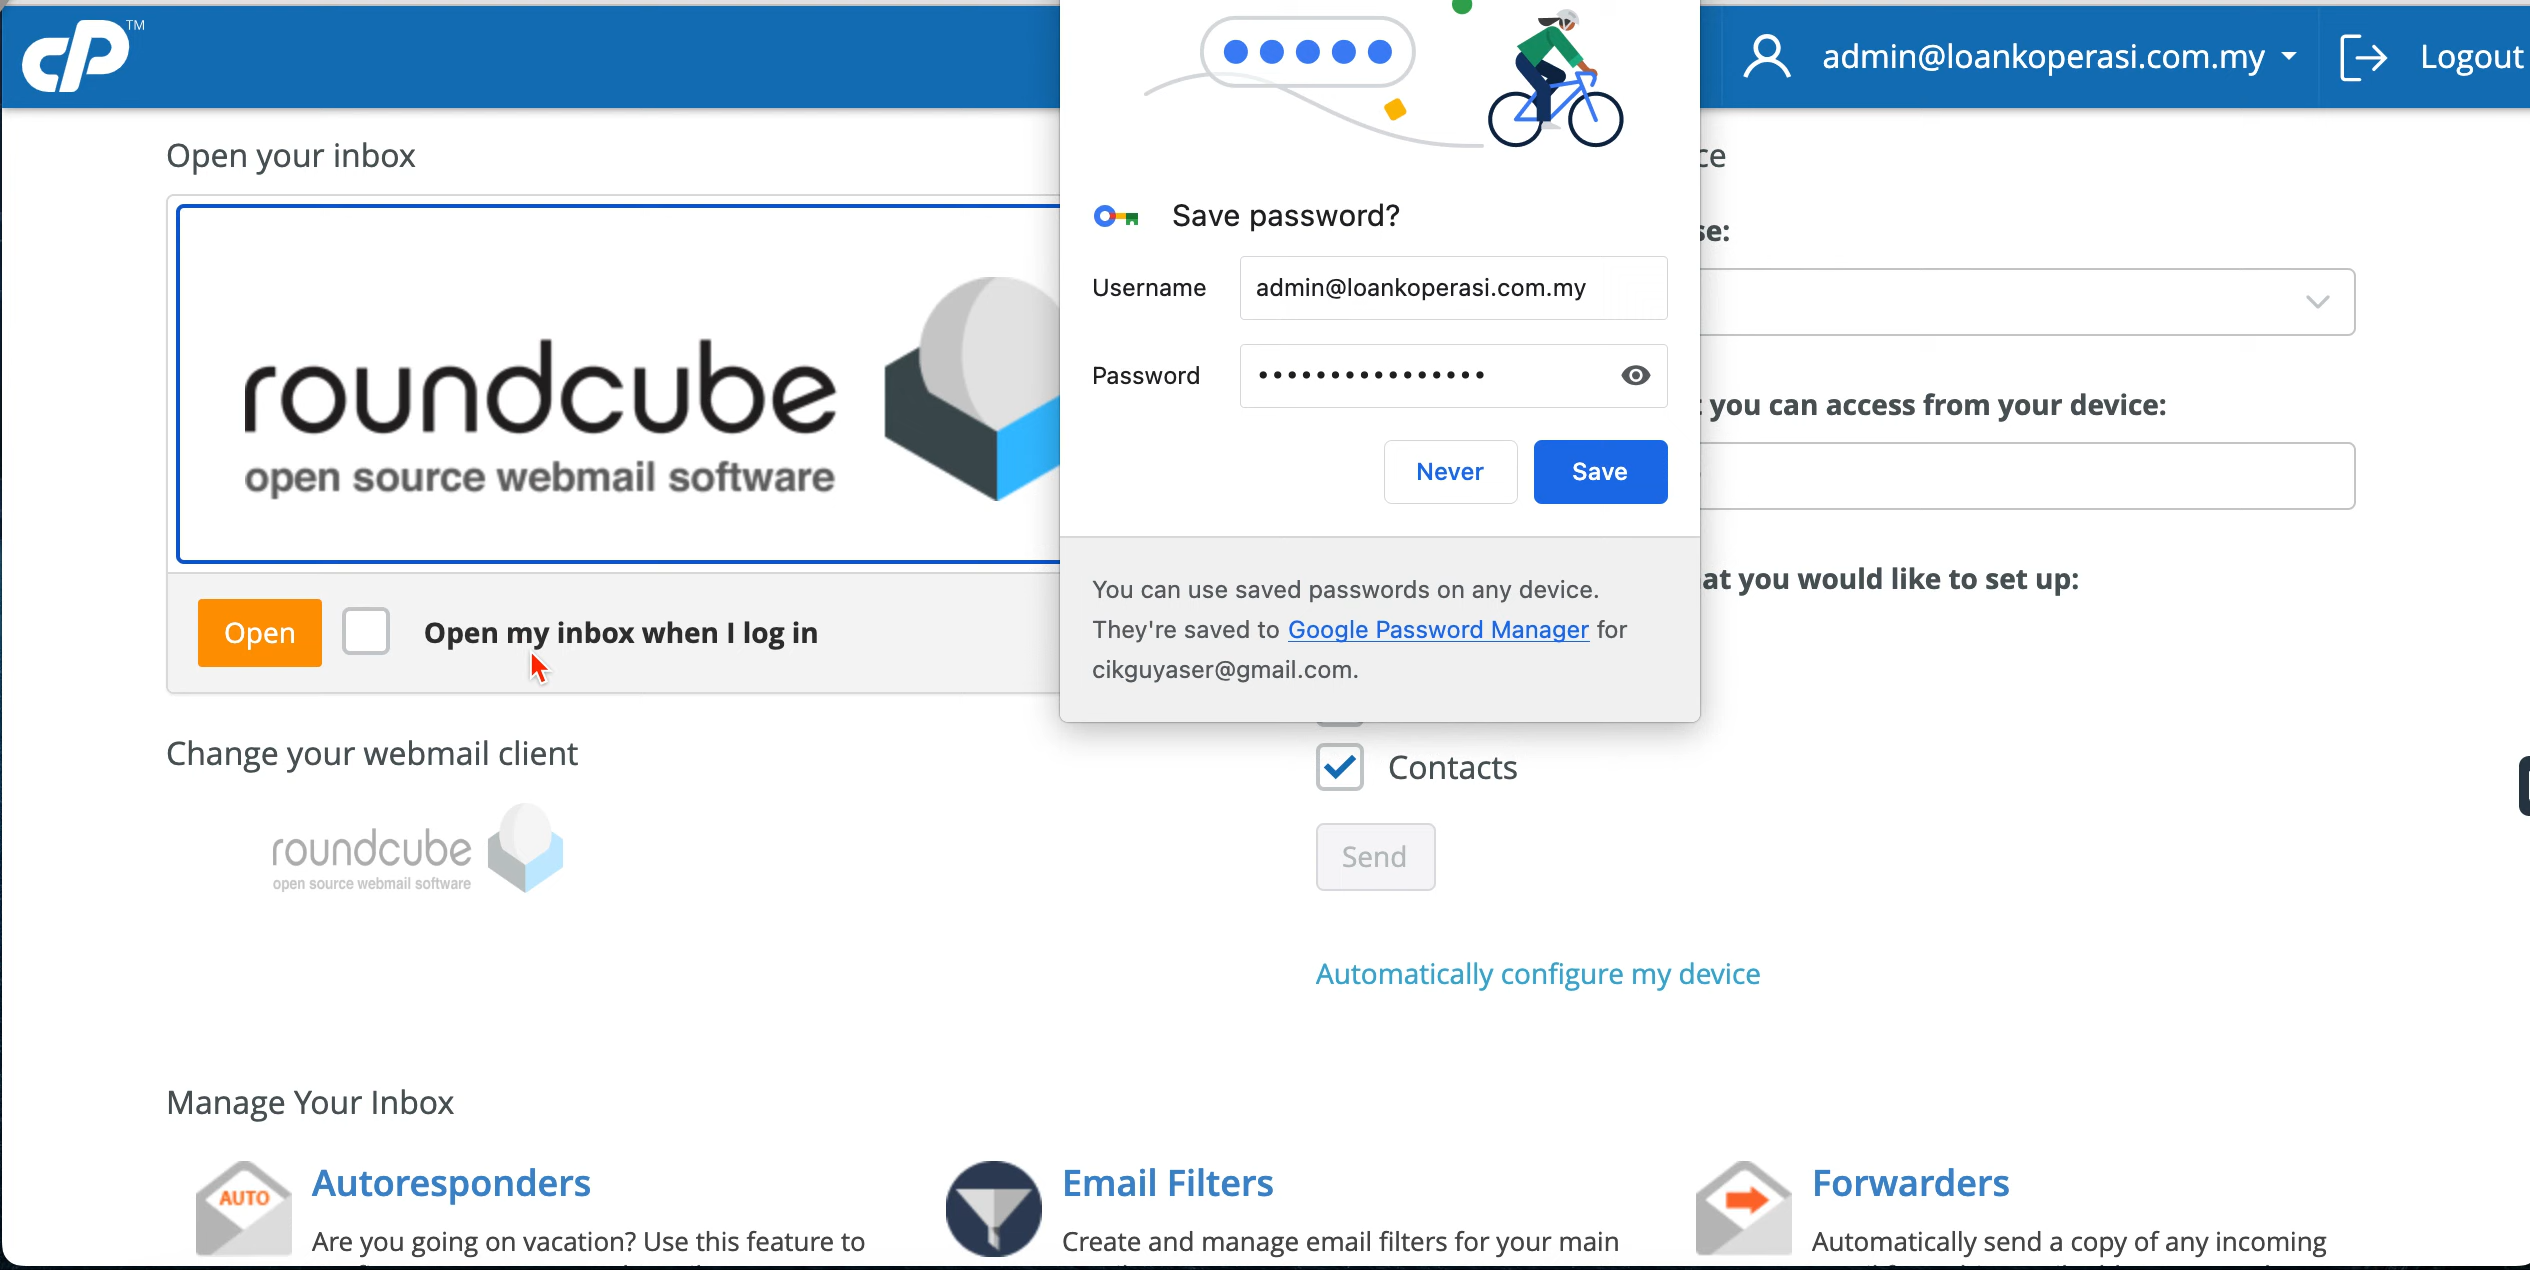 cP™
admin@loankoperasi.com.my
Logout
Open your inbox
roundcube
open source webmail software
Open
Open my inbox when I log in
Change your webmail client
roundcube
open source webmail software
Save password?
Username
admin@loankoperasi.com.my
Password
••••••••••••••••
Never
Save
You can use saved passwords on any device.
They're saved to Google Password Manager for
cikguyaser@gmail.com.
ce
se:
you can access from your device:
at you would like to set up:
Contacts
Send
Automatically configure my device
Manage Your Inbox
AUTO
Autoresponders
Are you going on vacation? Use this feature to
Email Filters
Create and manage email filters for your main
Forwarders
Automatically send a copy of any incoming